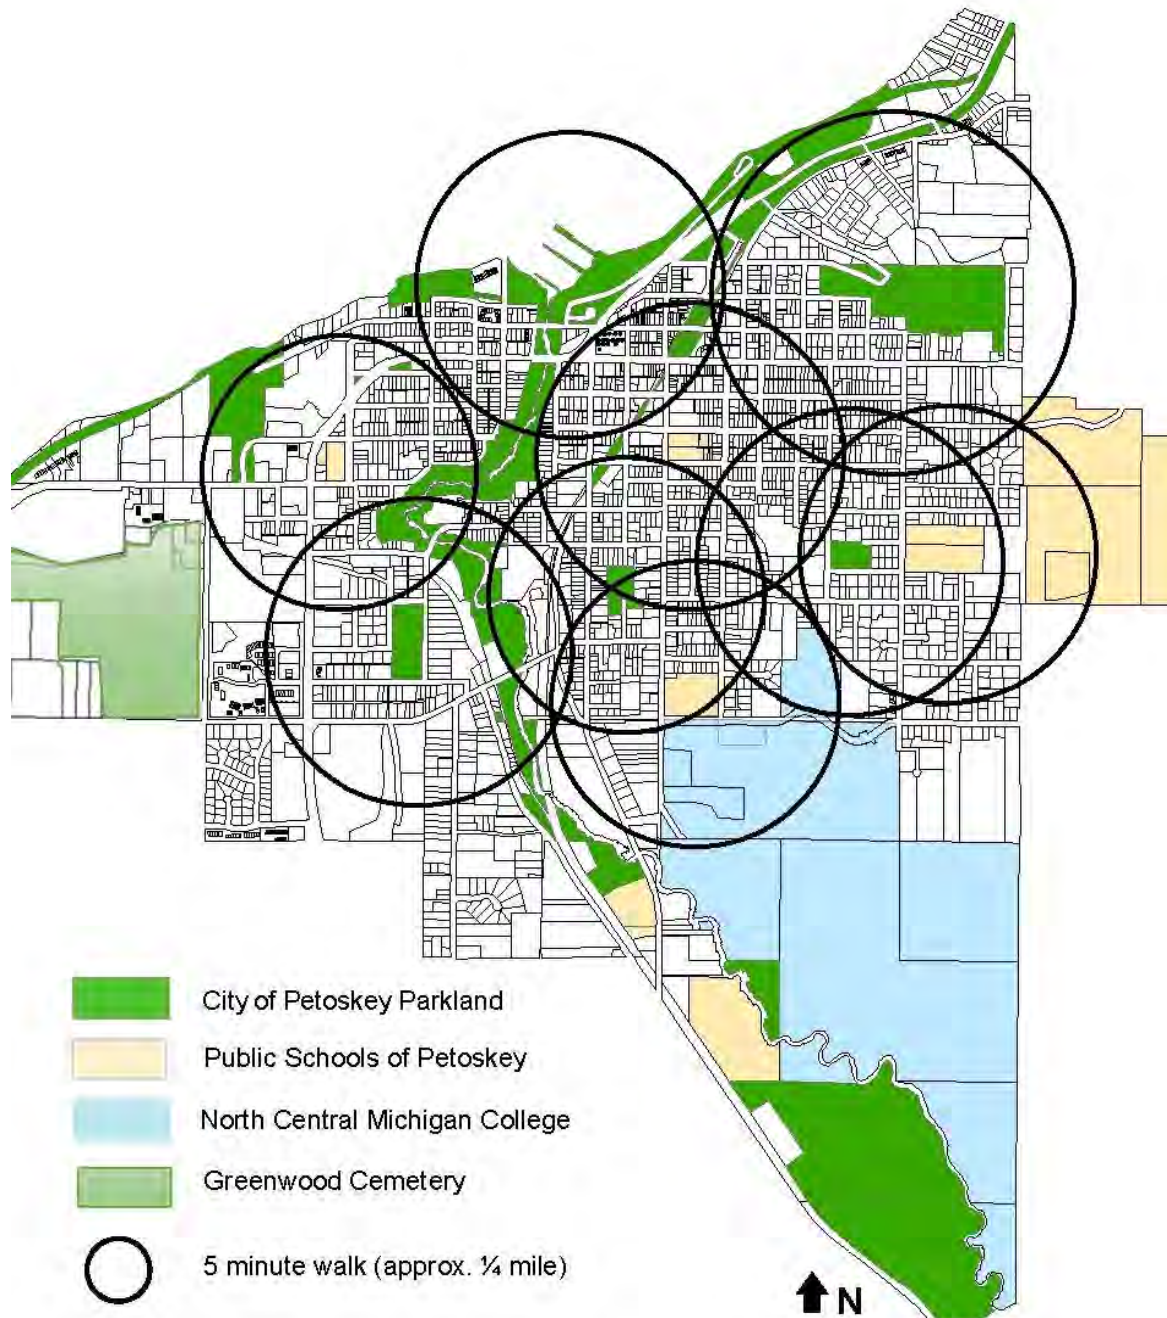 City of Petoskey Parkland
Public Schools of Petoskey
North Central Michigan College
Greenwood Cemetery
5 minute walk (approx. ¼ mile)
N